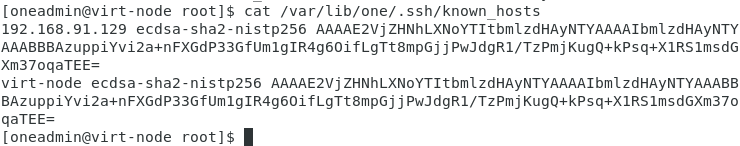 [oneadmin@virt-node root]$ cat /var/lib/one/.ssh/known_hosts
192.168.91.129 ecdsa-sha2-nistp256 AAAAE2VjZHNhLXNoYTItbmlzdHAyNTYAAAAIbmlzdHAyNTY
AAABBBAzuppiYvi2a+nFXGdP33GfUm1gIR4g6OifLgTt8mpGjjPwJdgR1/TzPmjKugQ+kPsq+X1RS1msdG
Xm37oqaTEE=
virt-node ecdsa-sha2-nistp256 AAAAE2VjZHNhLXNoYTItbmlzdHAyNTYAAAAIbmlzdHAyNTYAAABB
BAzuppiYvi2a+nFXGdP33GfUm1gIR4g6OifLgTt8mpGjjPwJdgR1/TzPmjKugQ+kPsq+X1RS1msdGXm37o
qaTEE=
[oneadmin@virt-node root]$